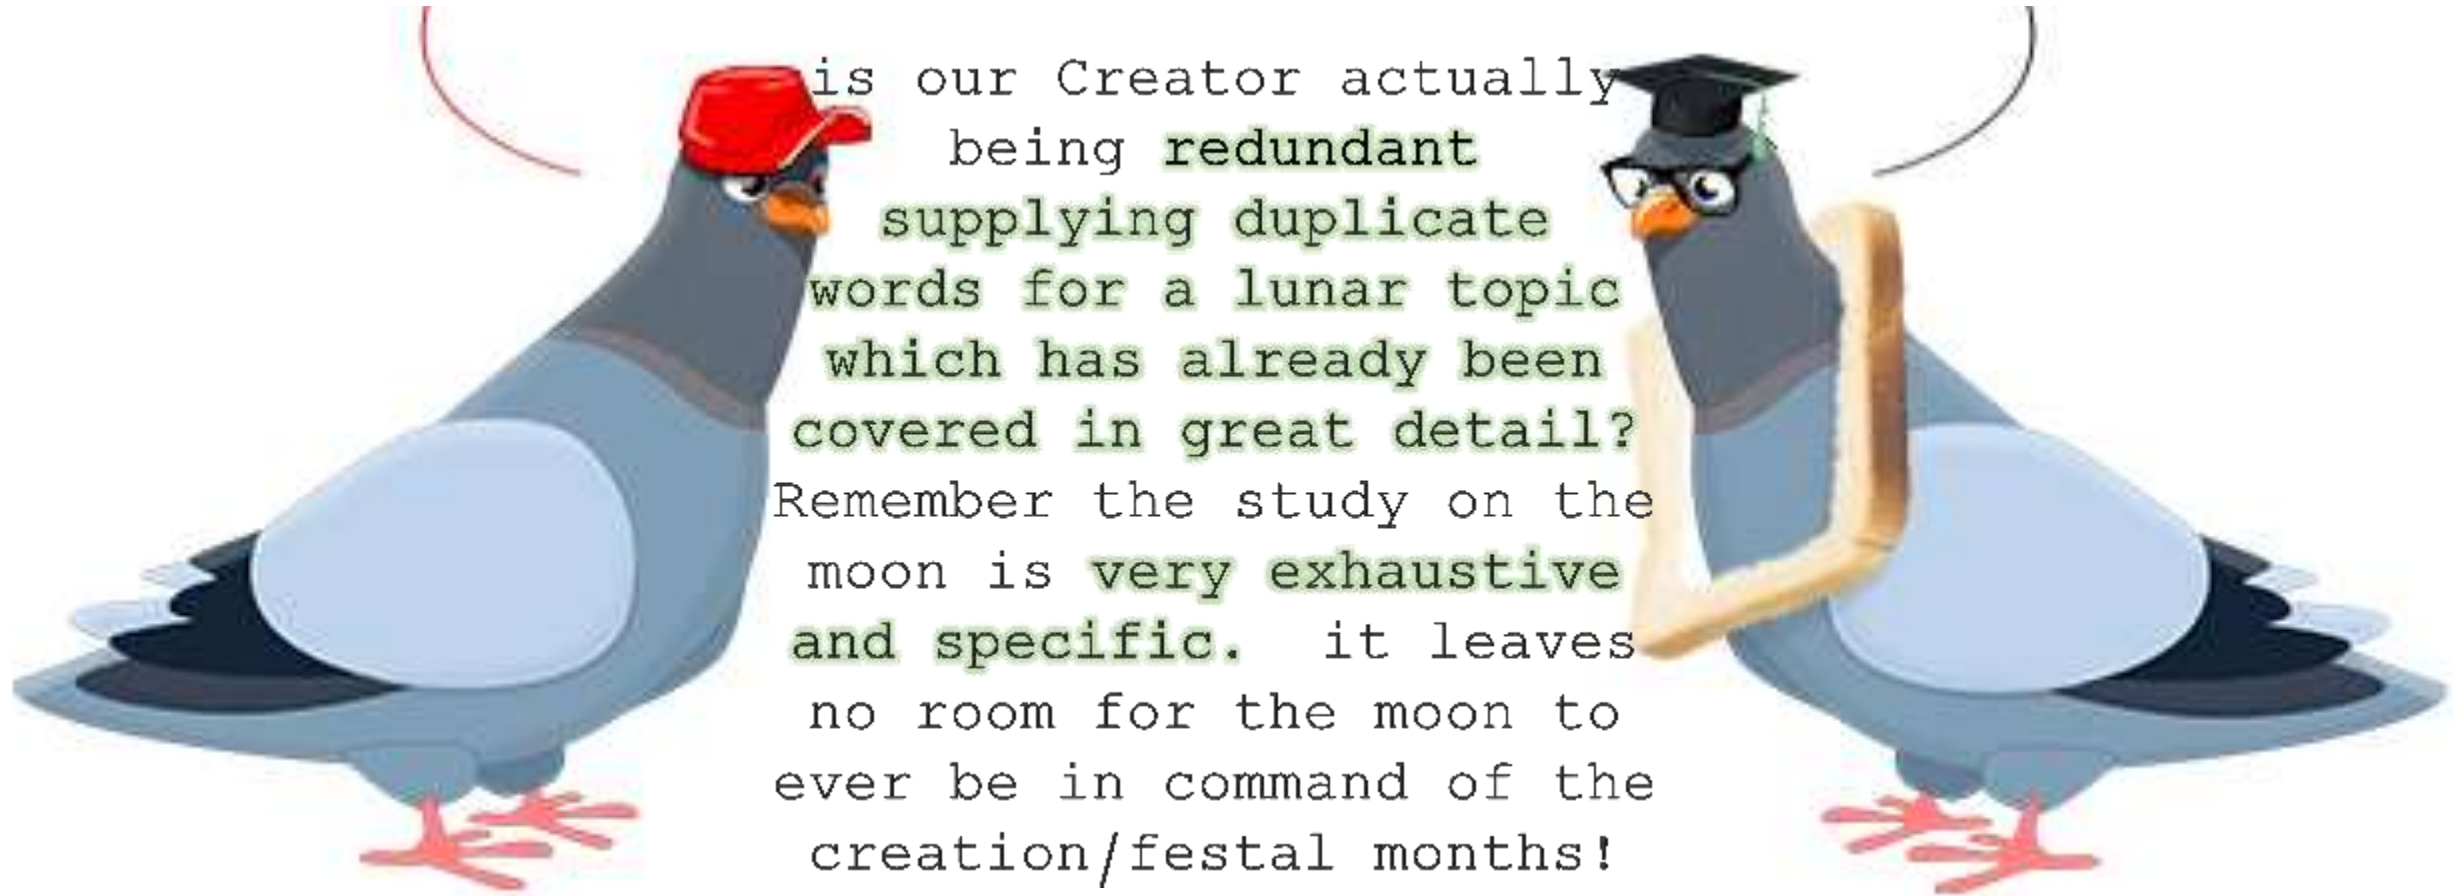 is our Creator actually
being redundant
supplying duplicate
words for a lunar topic
which has already been
covered in great detail?
Remember the study on the
moon is very exhaustive
and specific.  it leaves
no room for the moon to
ever be in command of the
creation/festal months!